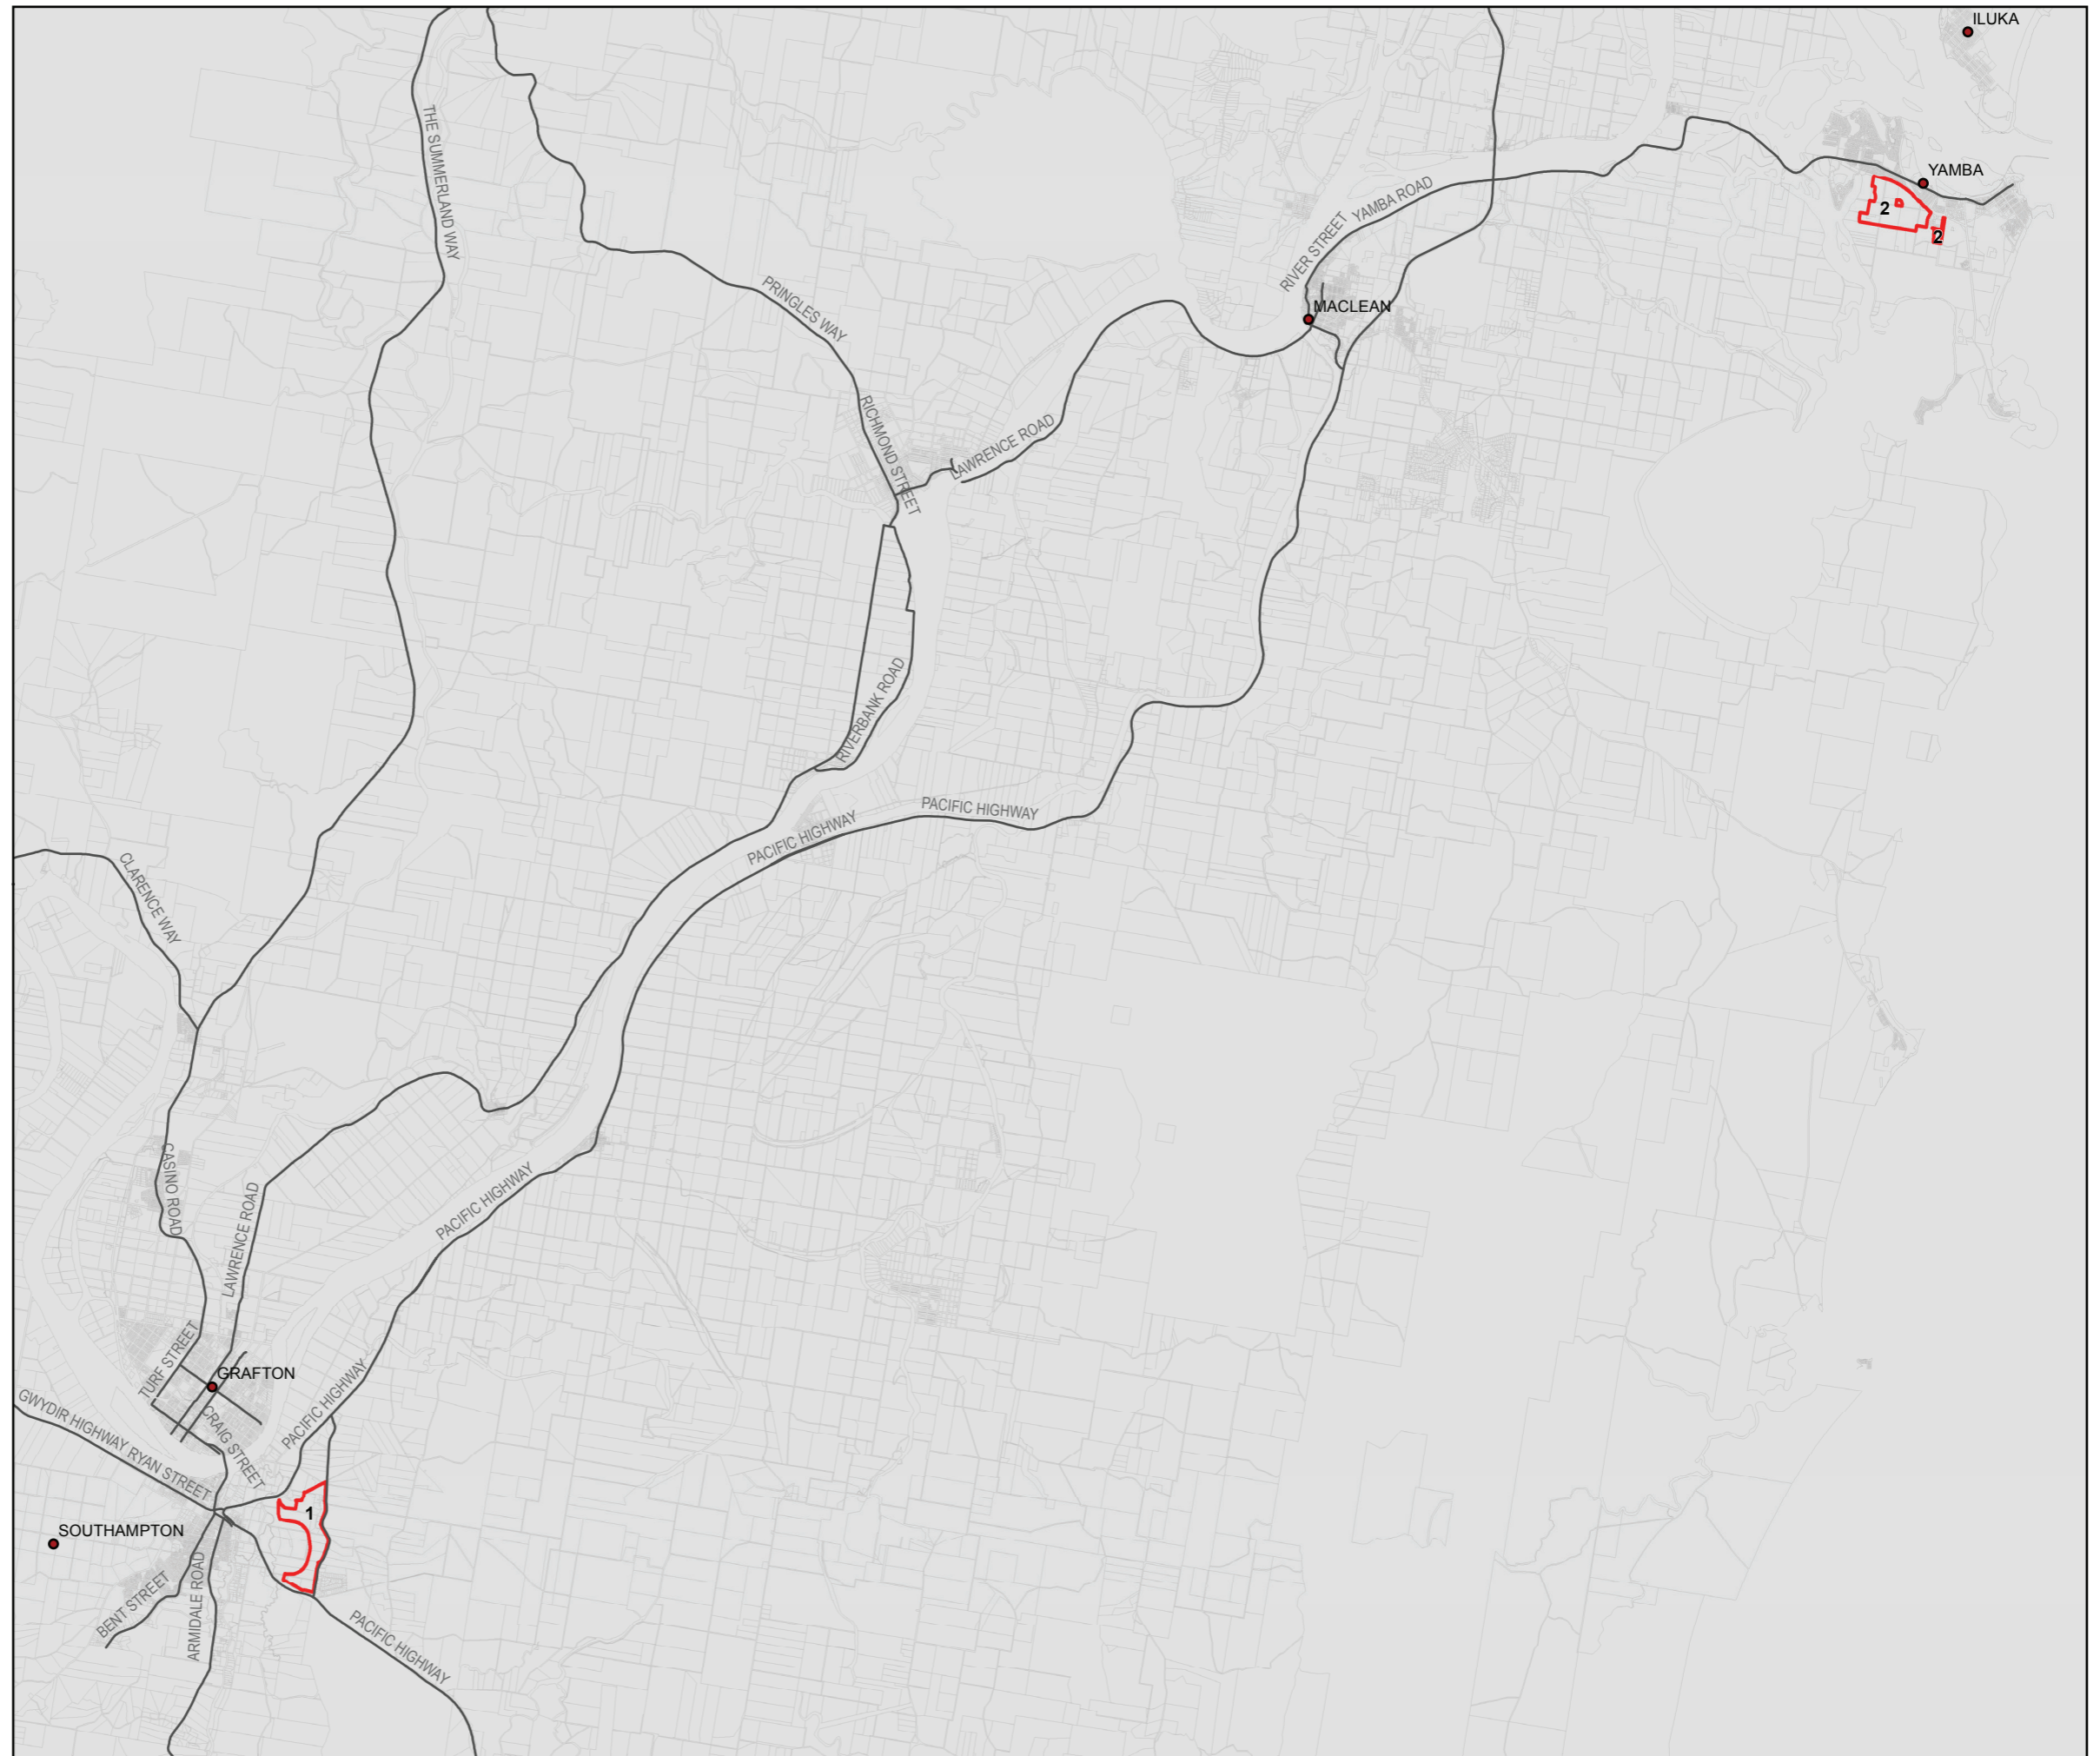 ILUKA
THE SUMMERLAND WAY
YAMBA
YAMBA ROAD
2
RIVER STREET
2
PRINGLES WAY
MACLEAN
RICHMOND STREET
LAWRENCE ROAD
RIVERBANK ROAD
PACIFIC HIGHWAY
PACIFIC HIGHWAY
CLARENCE WAY
CASINO ROAD
PACIFIC HIGHWAY
LAWRENCE ROAD
TURF STREET
GRAFTON
PACIFIC HIGHWAY
CRAIG STREET
GWYDIR HIGHWAY RYAN STREET
1
SOUTHAMPTON
BENT STREET
ARMIDALE ROAD
PACIFIC HIGHWAY